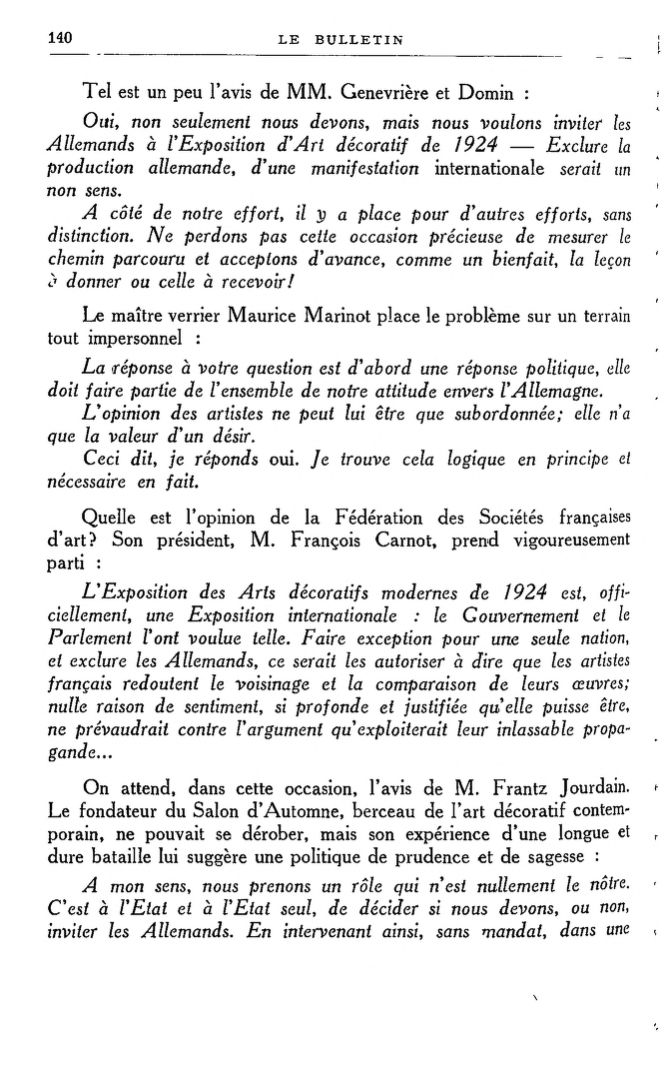 140 LE BULLETIN
Tel est un peu l'avis de MM. Genevrière et Domin :
Oui, non seulement nous devons, mais nous voulons inviter les
Allemands à l'Exposition d'Art décoratif de 1924 — Exclure la
production allemande, d'une manifestation internationale serait un
non sens.
A côté de notre effort, il y a place pour d'autres efforts, sans
distinction. Ne perdons pas cette occasion précieuse de mesurer le
chemin parcouru et acceptons d'avance, comme un bienfait, la leçon
à donner ou celle à recevoir!
Le maître verrier Maurice Marinot place le problème sur un terrain
tout impersonnel :
La réponse à votre question est d'abord une réponse politique, elle
doit faire partie de l'ensemble de notre attitude envers l'Allemagne.
L'opinion des artistes ne peut lui être que subordonnée; elle n'a
que la valeur d'un désir.
Ceci dit, je réponds oui. Je trouve cela logique en principe et
nécessaire en fait.
Quelle est l'opinion de la Fédération des Sociétés françaises
d'art? Son président, M. François Carnot, prend vigoureusement
parti :
L'Exposition des Arts décoratifs modernes de 1924 est, offi-
ciellement, une Exposition internationale : le Gouvernement et le
Parlement l'ont voulue telle. Faire exception pour une seule nation,
et exclure les Allemands, ce serait les autoriser à dire que les artistes
français redoutent le voisinage et la comparaison de leurs œuvres;
nulle raison de sentiment, si profonde et justifiée qu'elle puisse être,
ne prévaudrait contre l'argument qu'exploiterait leur inlassable propa-
gande...
On attend, dans cette occasion, l'avis de M. Frantz Jourdain.
Le fondateur du Salon d'Automne, berceau de l'art décoratif contem-
porain, ne pouvait se dérober, mais son expérience d'une longue et
dure bataille lui suggère une politique de prudence et de sagesse :
A mon sens, nous prenons un rôle qui n'est nullement le nôtre.
C'est à l'Etat et à l'Etat seul, de décider si nous devons, ou non,
inviter les Allemands. En intervenant ainsi, sans mandat, dans une